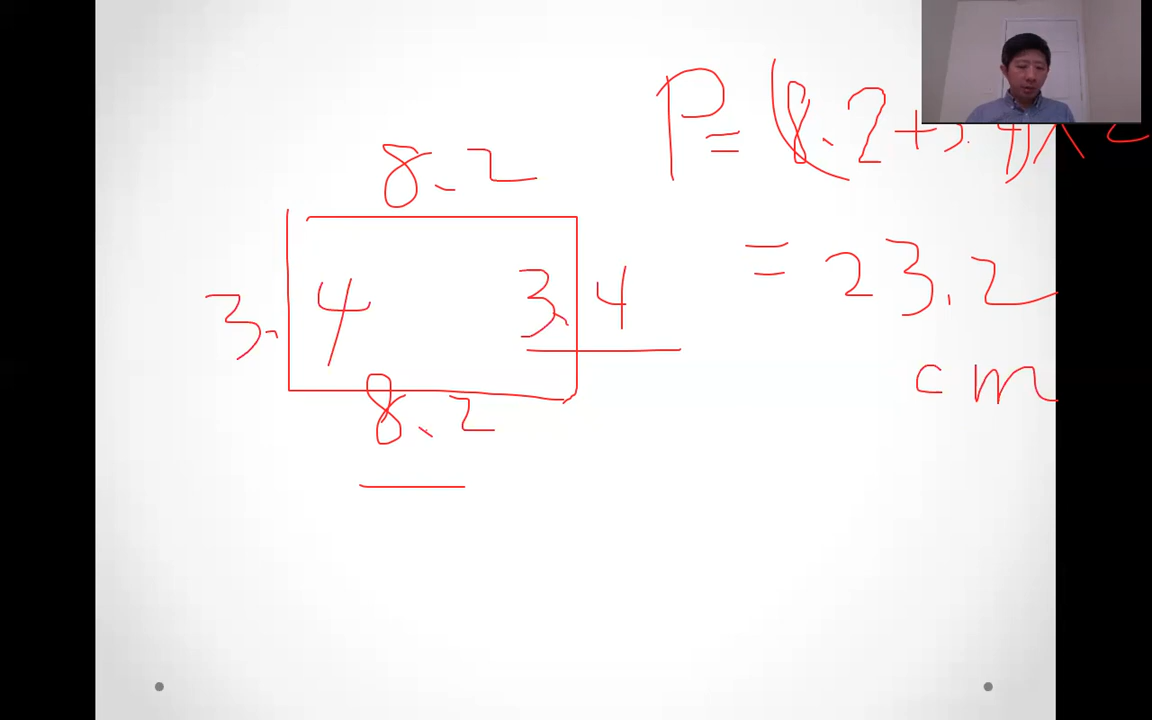 P = (8.2+3.4)×2
8.2
= 23.2
3.4
3.4
cm
8.2